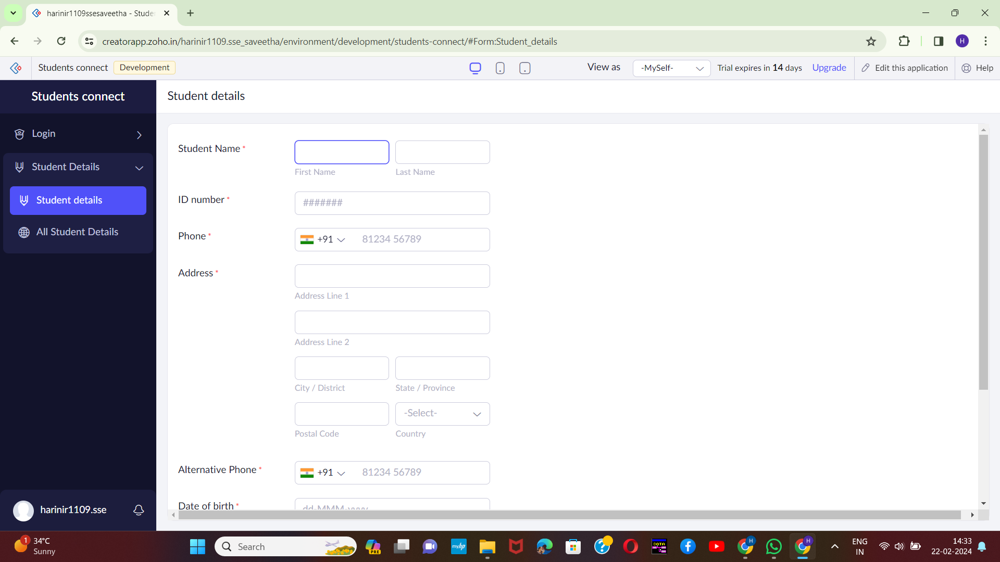 harinir1109ssesaveetha - Stude
creatorapp.zoho.in/harinir1109.sse_saveetha/environment/development/students-connect/#Form:Student_details
H
Students connect
Development
View as
-MySelf-
Trial expires in 14 days
Upgrade
Edit this application
Help
Students connect
Login
Student Details
Student details
All Student Details
harinir1109.sse
Student details
Student Name *
First Name
Last Name
ID number *
#######
Phone *
+91
81234 56789
Address *
Address Line 1
Address Line 2
City / District
State / Province
Postal Code
-Select-
Country
Alternative Phone *
+91
81234 56789
Date of birth *
dd-MMM-yyyy
1
34°C
Sunny
Search
PRE
myhp
DATA
H
H
ENG
IN
14:33
22-02-2024